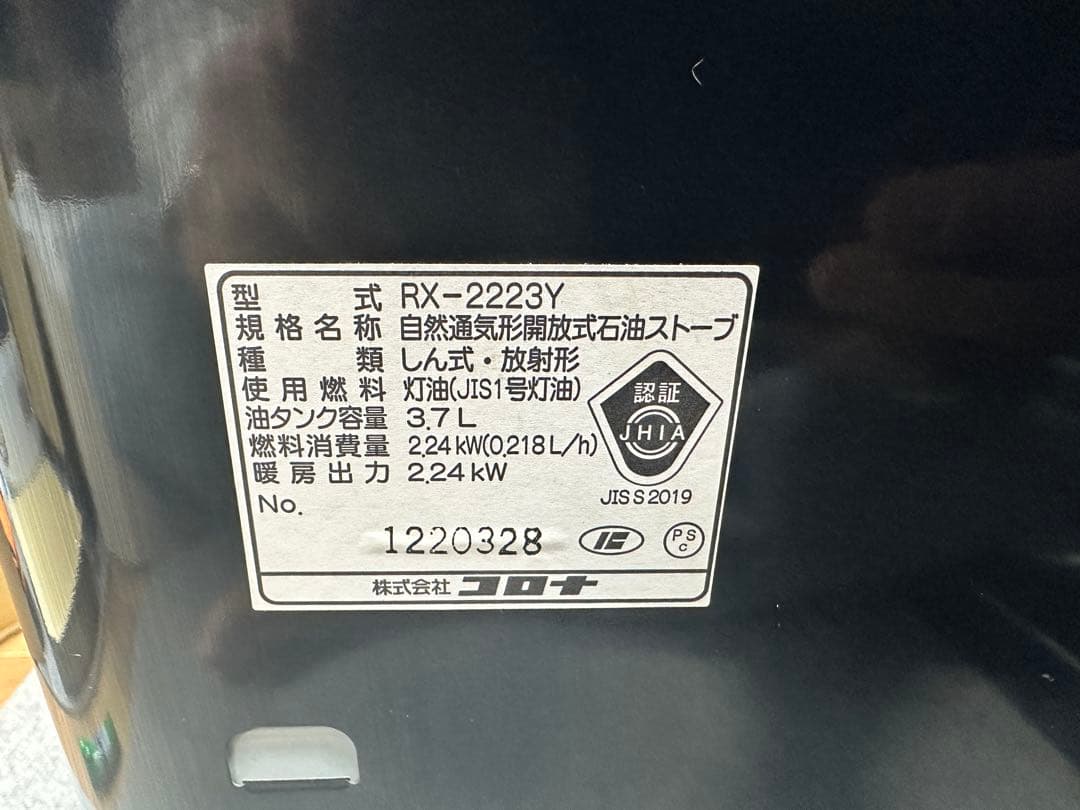 型式 RX-2223Y
規格名称 自然通気形開放式石油ストーブ
種類 しん式・放射形
使用燃料 灯油(JIS1号灯油)
油タンク容量 3.7L
燃料消費量 2.24kW(0.218L/h)
暖房出力 2.24kW
認証
JHIA
JIS S 2019
No.
1220328
PS
C
株式会社 コロナ